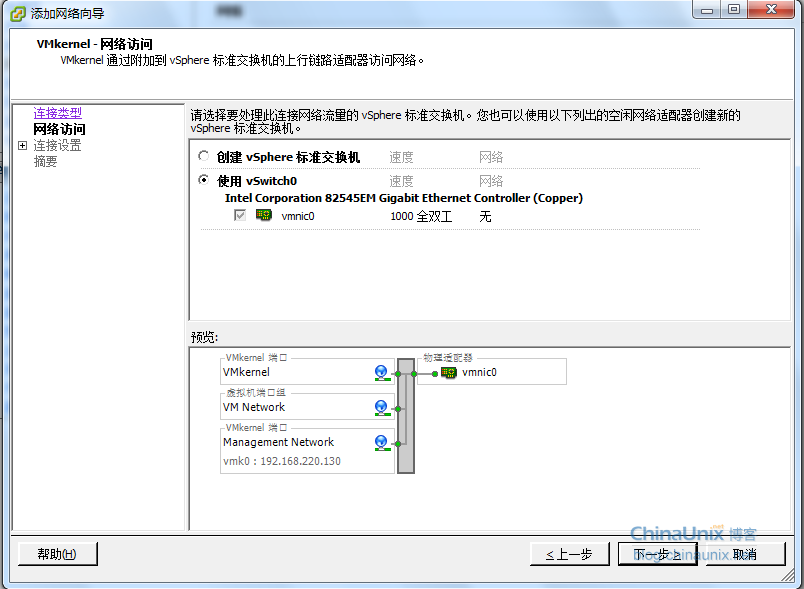 添加网络向导
VMkernel - 网络访问
VMkernel 通过附加到 vSphere 标准交换机的上行链路适配器访问网络。
连接类型
网络访问
连接设置
摘要
请选择要处理此连接网络流量的 vSphere 标准交换机。您也可以使用以下列出的空闲网络适配器创建新的
vSphere 标准交换机。
创建 vSphere 标准交换机 速度 网络
使用 vSwitch0 速度 网络
Intel Corporation 82545EM Gigabit Ethernet Controller (Copper)
vmnic0 1000 全双工 无
预览:
VMkernel 端口 物理适配器
VMkernel vmnic0
虚拟机端口组
VM Network
VMkernel 端口
Management Network
vmk0 : 192.168.220.130
ChinaUnix.net 博客
blog.chinaunix.net
帮助(H) ≤上一步 下一步 ≥ 取消